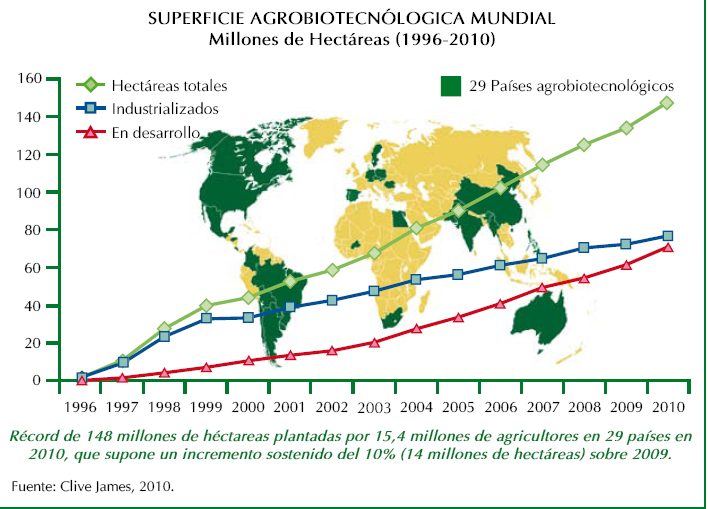 SUPERFICIE AGROBIOTECNÓLOGICA MUNDIAL
Millones de Hectáreas (1996-2010)
160
140
120
100
80
60
40
20
0
Hectáreas totales
Industrializados
En desarrollo
29 Países agrobiotecnológicos
1996 1997 1998 1999 2000 2001 2002 2003 2004 2005 2006 2007 2008 2009 2010
Récord de 148 millones de héctareas plantadas por 15,4 millones de agricultores en 29 países en
2010, que supone un incremento sostenido del 10% (14 millones de hectáreas) sobre 2009.
Fuente: Clive James, 2010.